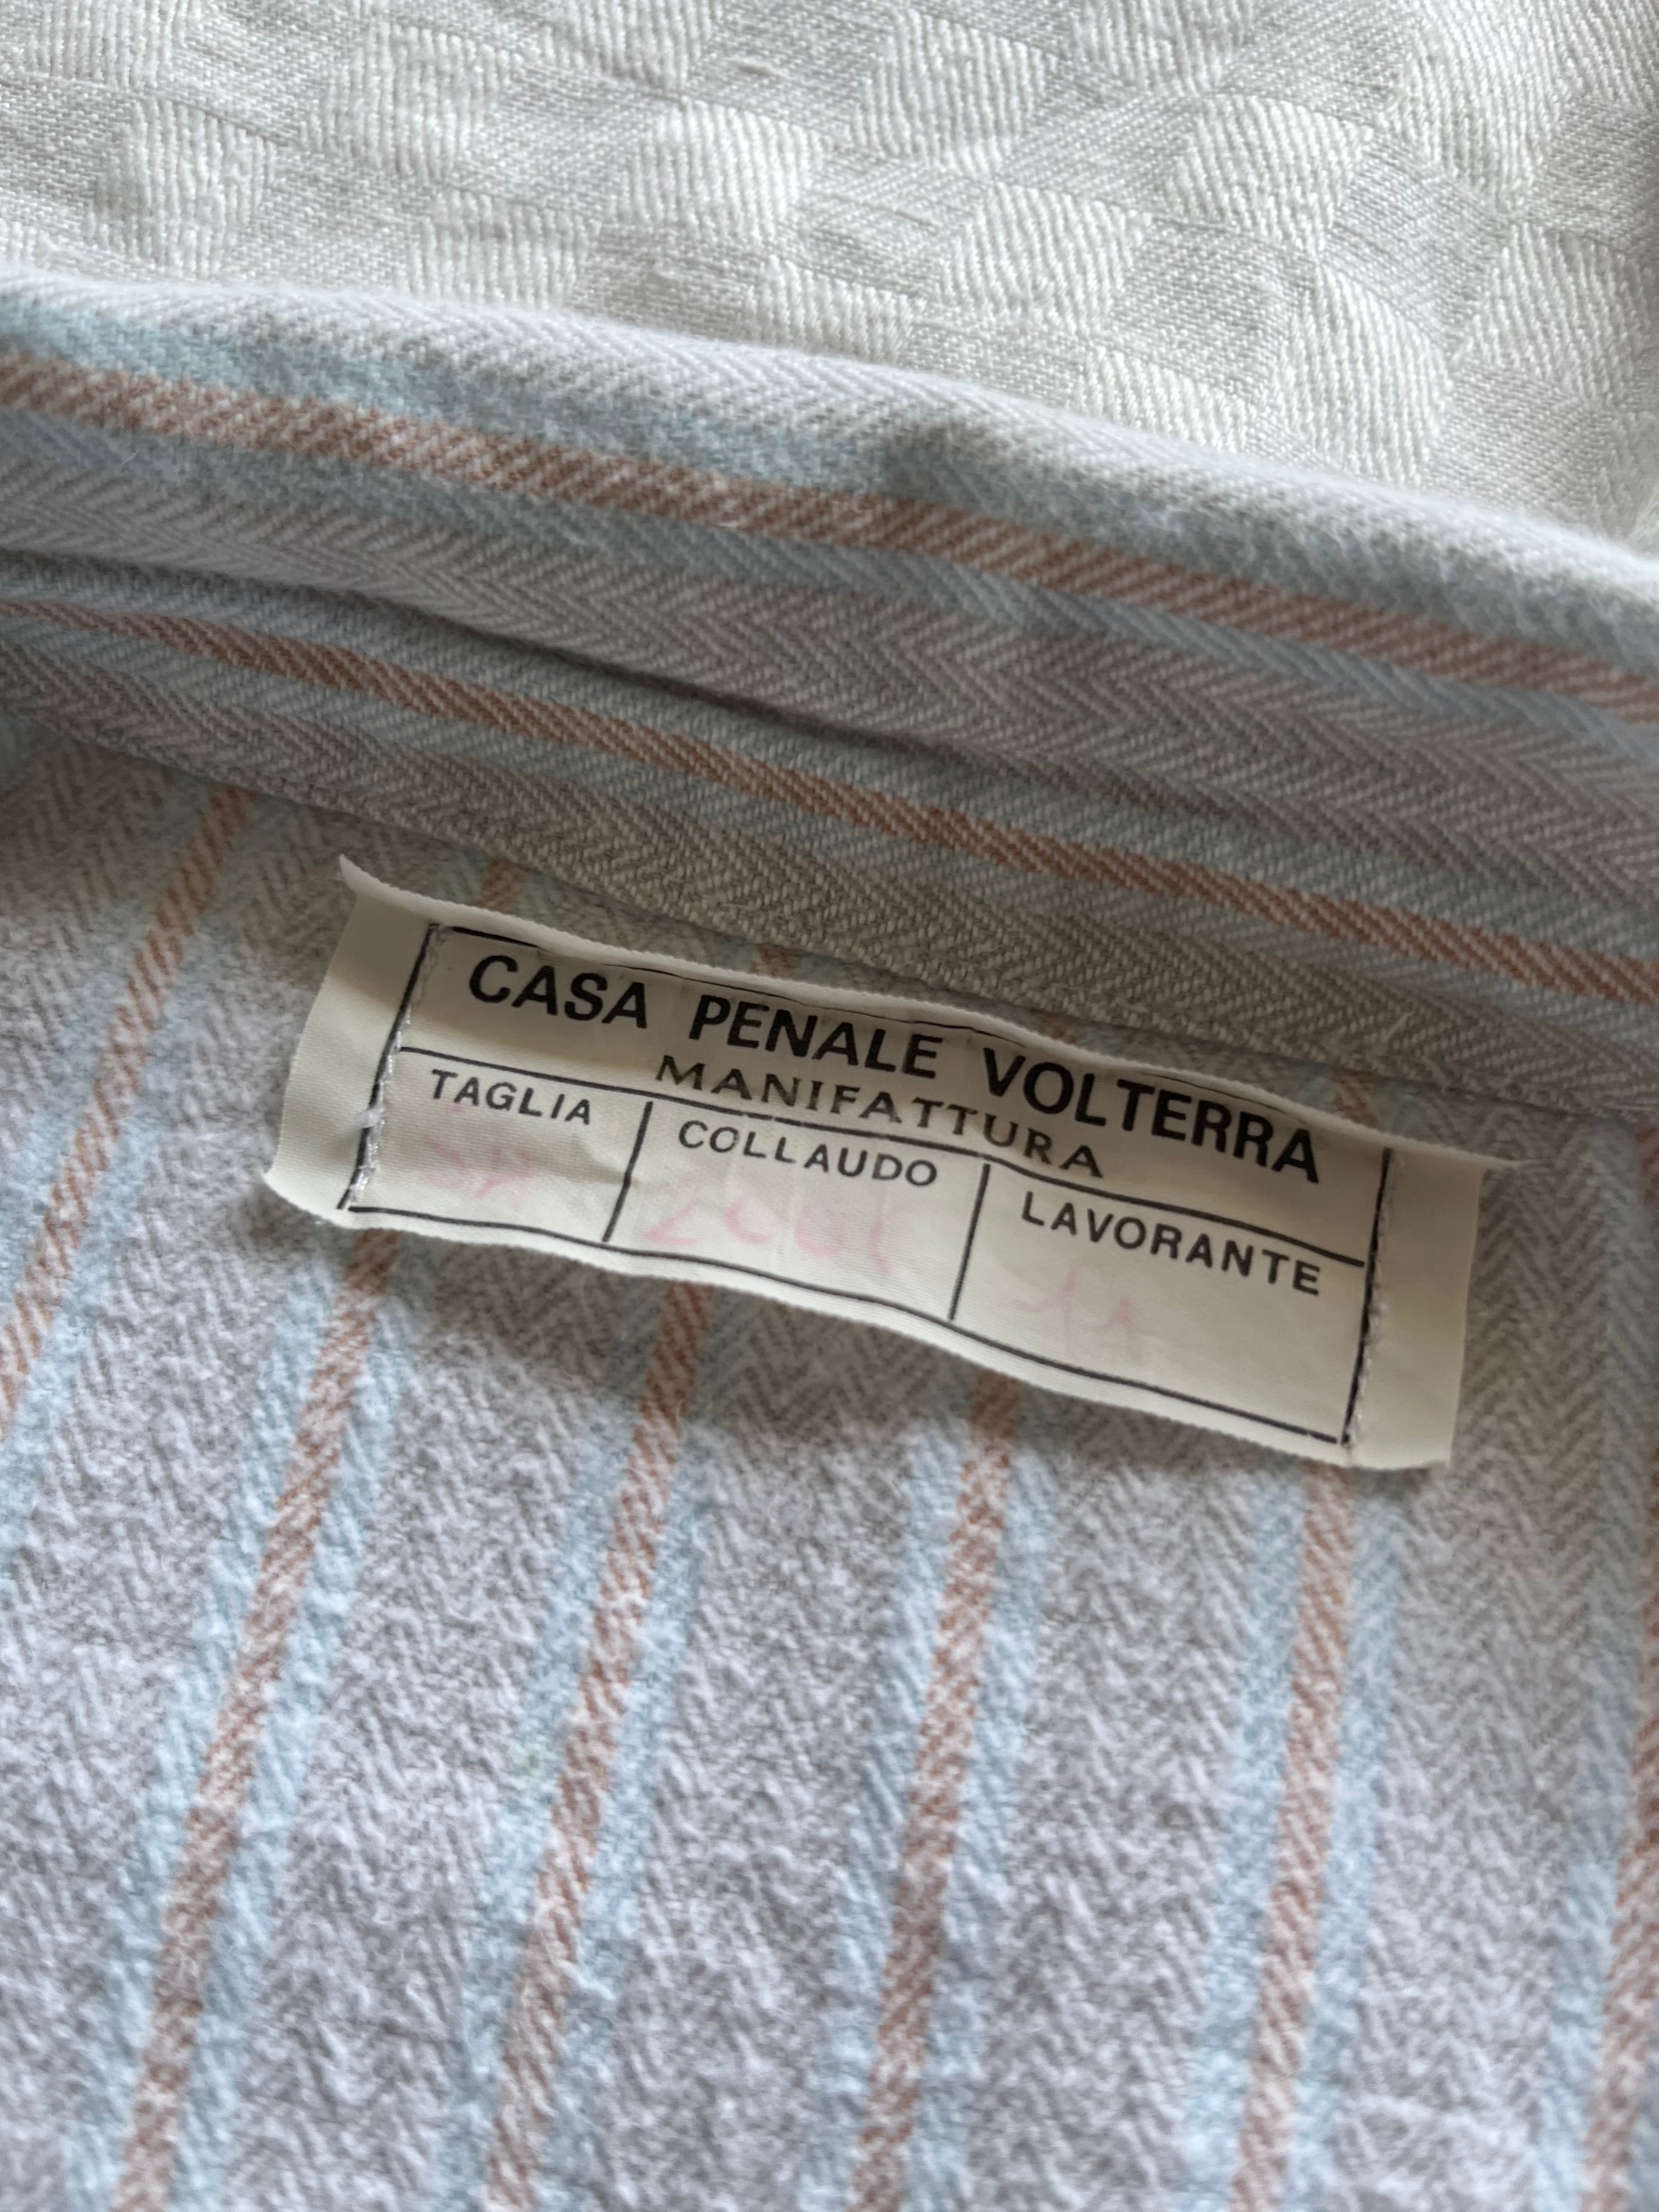 CASA PENALE VOLTERRA
MANIFATTURA
TAGLIA COLLAUDO LAVORANTE